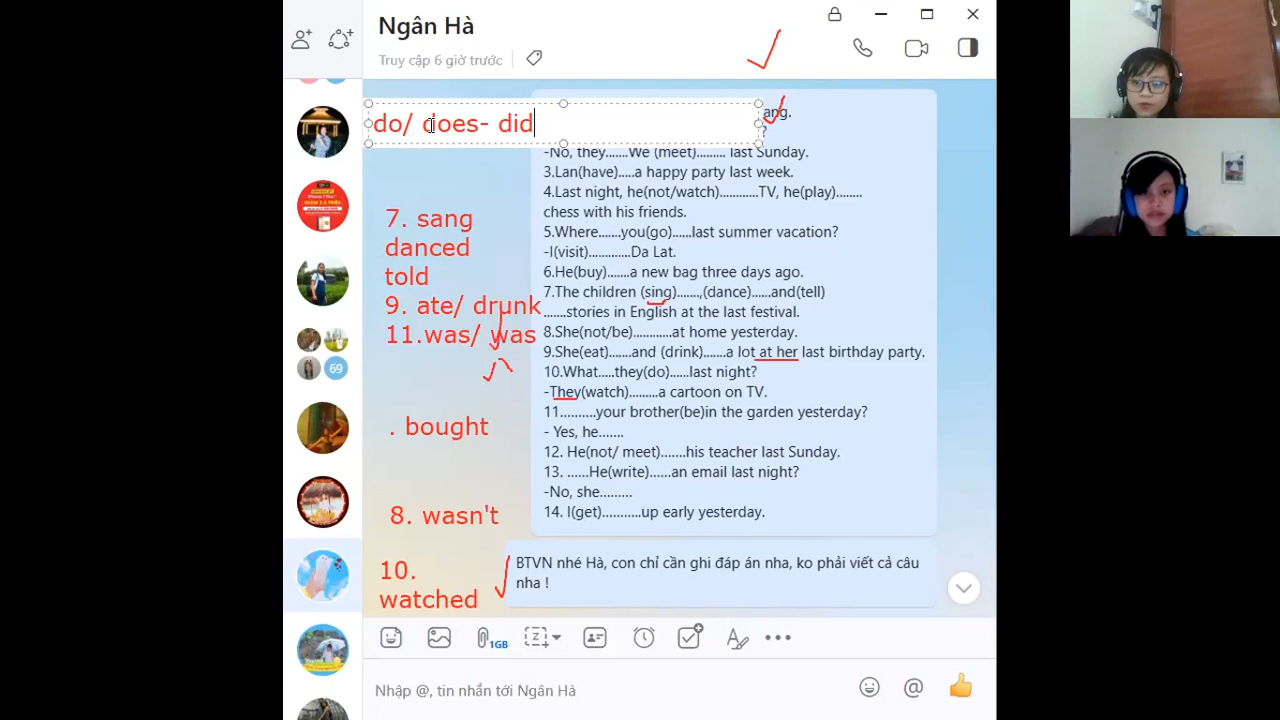 Ngân Hà
Truy cập 6 giờ trước
do/ does- did
ang.
?
-No, they.......We (meet)......... last Sunday.
3.Lan(have).....a happy party last week.
4.Last night, he(not/watch)............TV, he(play)........
chess with his friends.
5.Where.......you(go)......last summer vacation?
-I(visit).............Da Lat.
6.He(buy)......a new bag three days ago.
7.The children (sing).......,(dance)......and(tell)
.......stories in English at the last festival.
8.She(not/be)............at home yesterday.
9.She(eat).......and (drink).......a lot at her last birthday party.
10.What.....they(do)......last night?
-They(watch).........a cartoon on TV.
11..........your brother(be)in the garden yesterday?
- Yes, he.......
12. He(not/ meet).......his teacher last Sunday.
13. ......He(write)......an email last night?
-No, she.........
14. I(get)...........up early yesterday.
7. sang
danced
told
9. ate/ drunk
11.was/ was
. bought
8. wasn't
10.
watched
69
BTVN nhé Hà, con chỉ cần ghi đáp án nha, ko phải viết cả câu
nha !
1GB
Nhập @, tin nhắn tới Ngân Hà